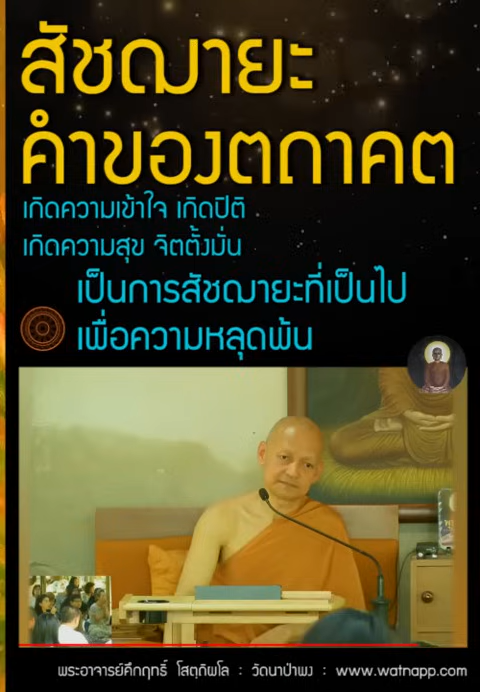 สัชฌายะ
คำของตถาคต
เกิดความเข้าใจ เกิดปิติ
เกิดความสุข จิตตั้งมั่น
เป็นการสัชฌายะที่เป็นไป
เพื่อความหลุดพ้น
พระอาจารย์คึกฤทธิ์ โสตฺถิผโล : วัดนาป่าพง : www.watnapp.com